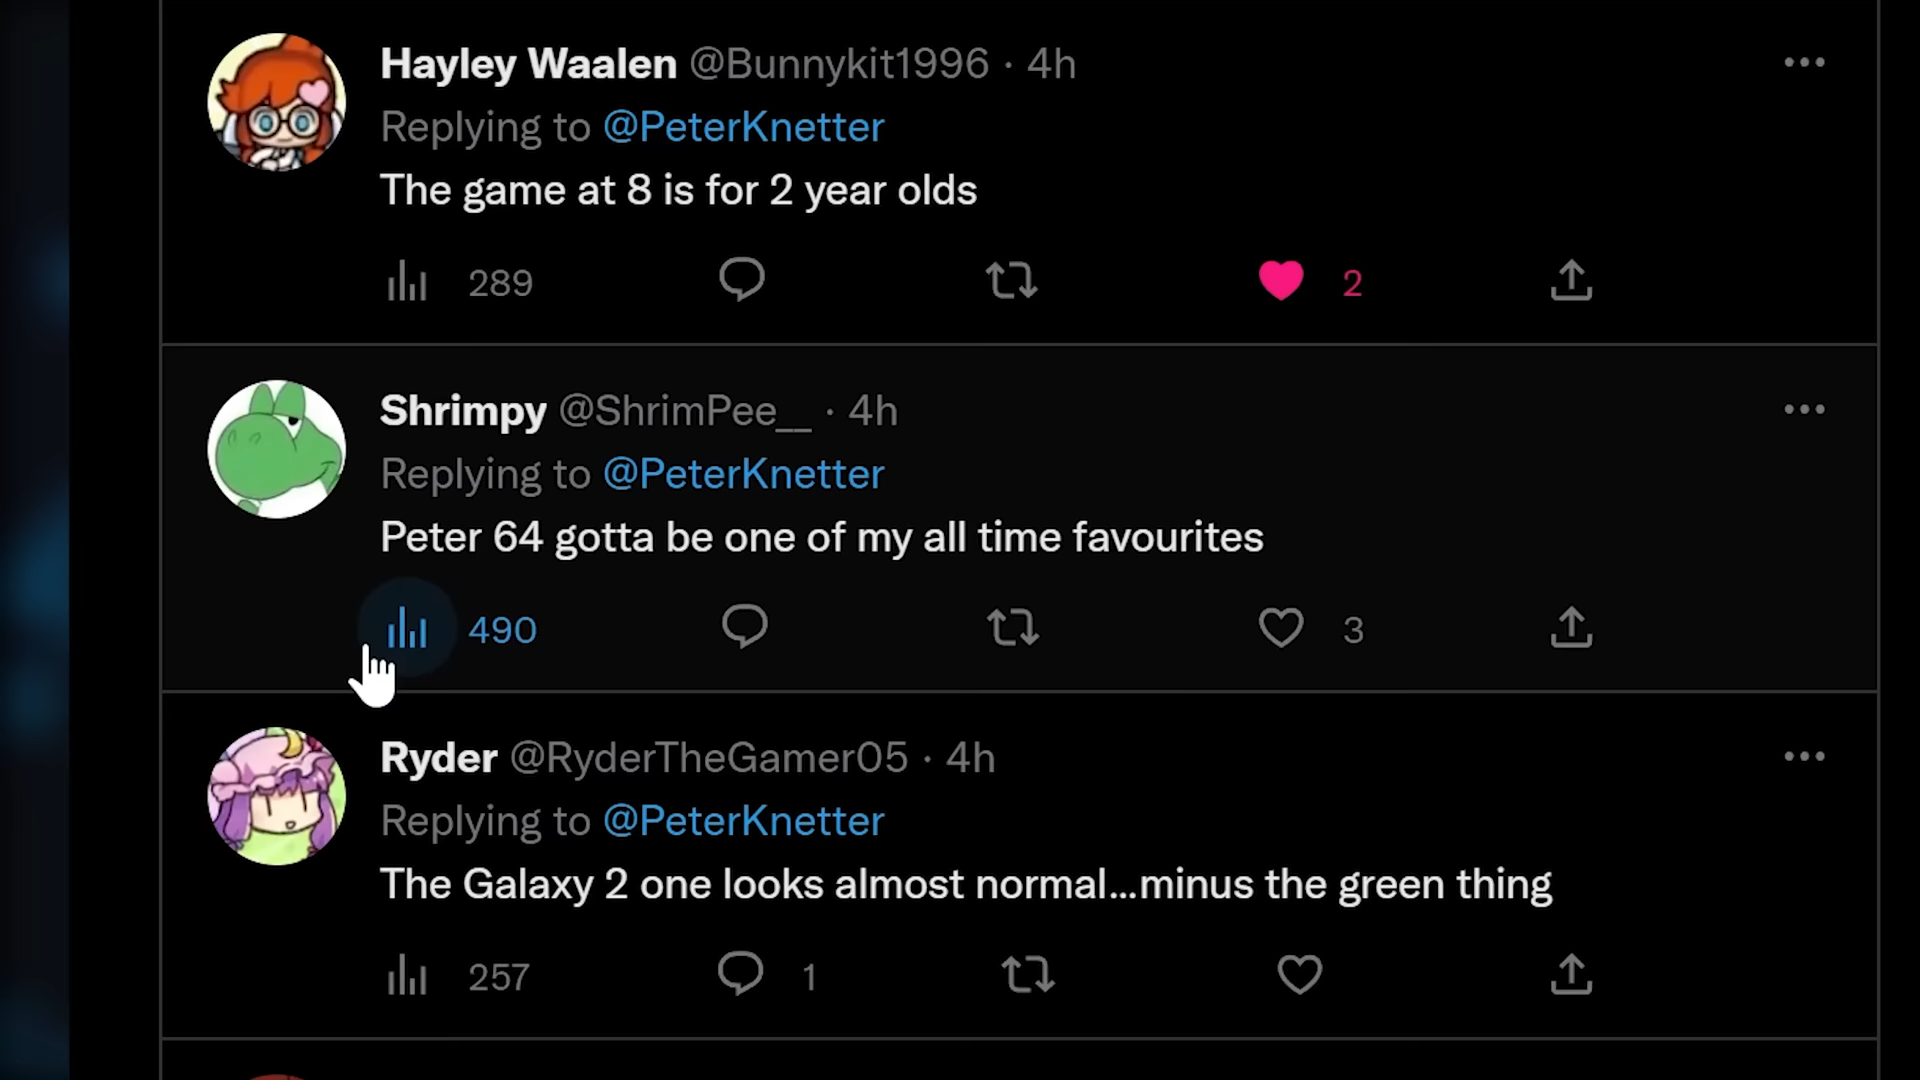 Hayley Waalen @Bunnykit1996 · 4h
Replying to @PeterKnetter
The game at 8 is for 2 year olds
289 2
Shrimpy @ShrimPee__ · 4h
Replying to @PeterKnetter
Peter 64 gotta be one of my all time favourites
490 3
Ryder @RyderTheGamer05 · 4h
Replying to @PeterKnetter
The Galaxy 2 one looks almost normal...minus the green thing
257 1